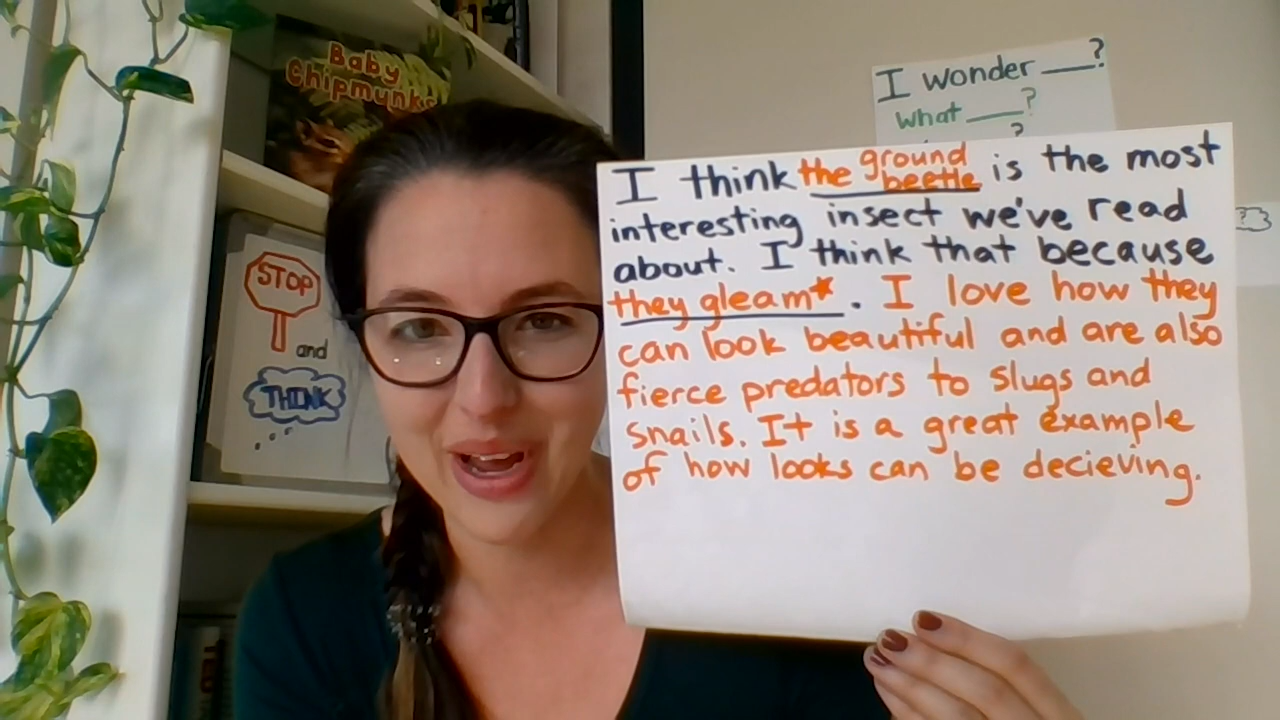 Baby
Chipmunks
STOP
and
THINK
I wonder ___?
what ___?
?
I think the ground beetle is the most
interesting insect we've read
about. I think that because
they gleam*. I love how they
can look beautiful and are also
fierce predators to slugs and
snails. It is a great example
of how looks can be decieving.